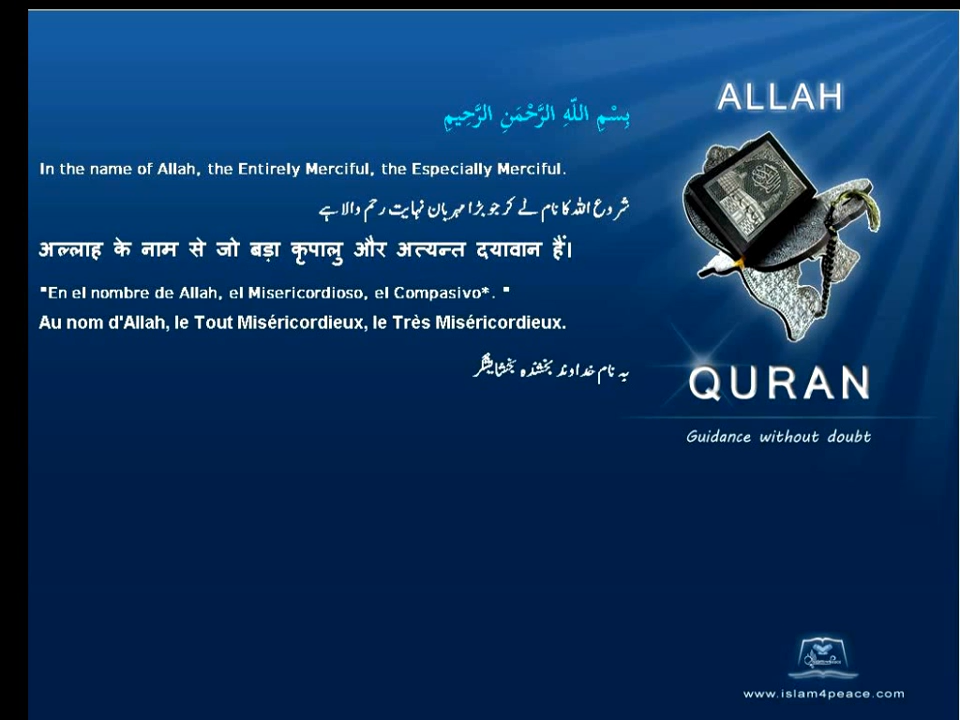 بِسْمِ اللّهِ الرَّحْمَنِ الرَّحِيمِ
In the name of Allah, the Entirely Merciful, the Especially Merciful.
شروع اللہ کا نام لے کر جو بڑا مہربان نہایت رحم والا ہے
अल्लाह के नाम से जो बड़ा कृपालु और अत्यन्त दयावान हैं।
"En el nombre de Allah, el Misericordioso, el Compasivo*. "
Au nom d'Allah, le Tout Miséricordieux, le Très Miséricordieux.
به نام خداوند بخشنده بخشایشگر
ALLAH
QURAN
Guidance without doubt
www.islam4peace.com